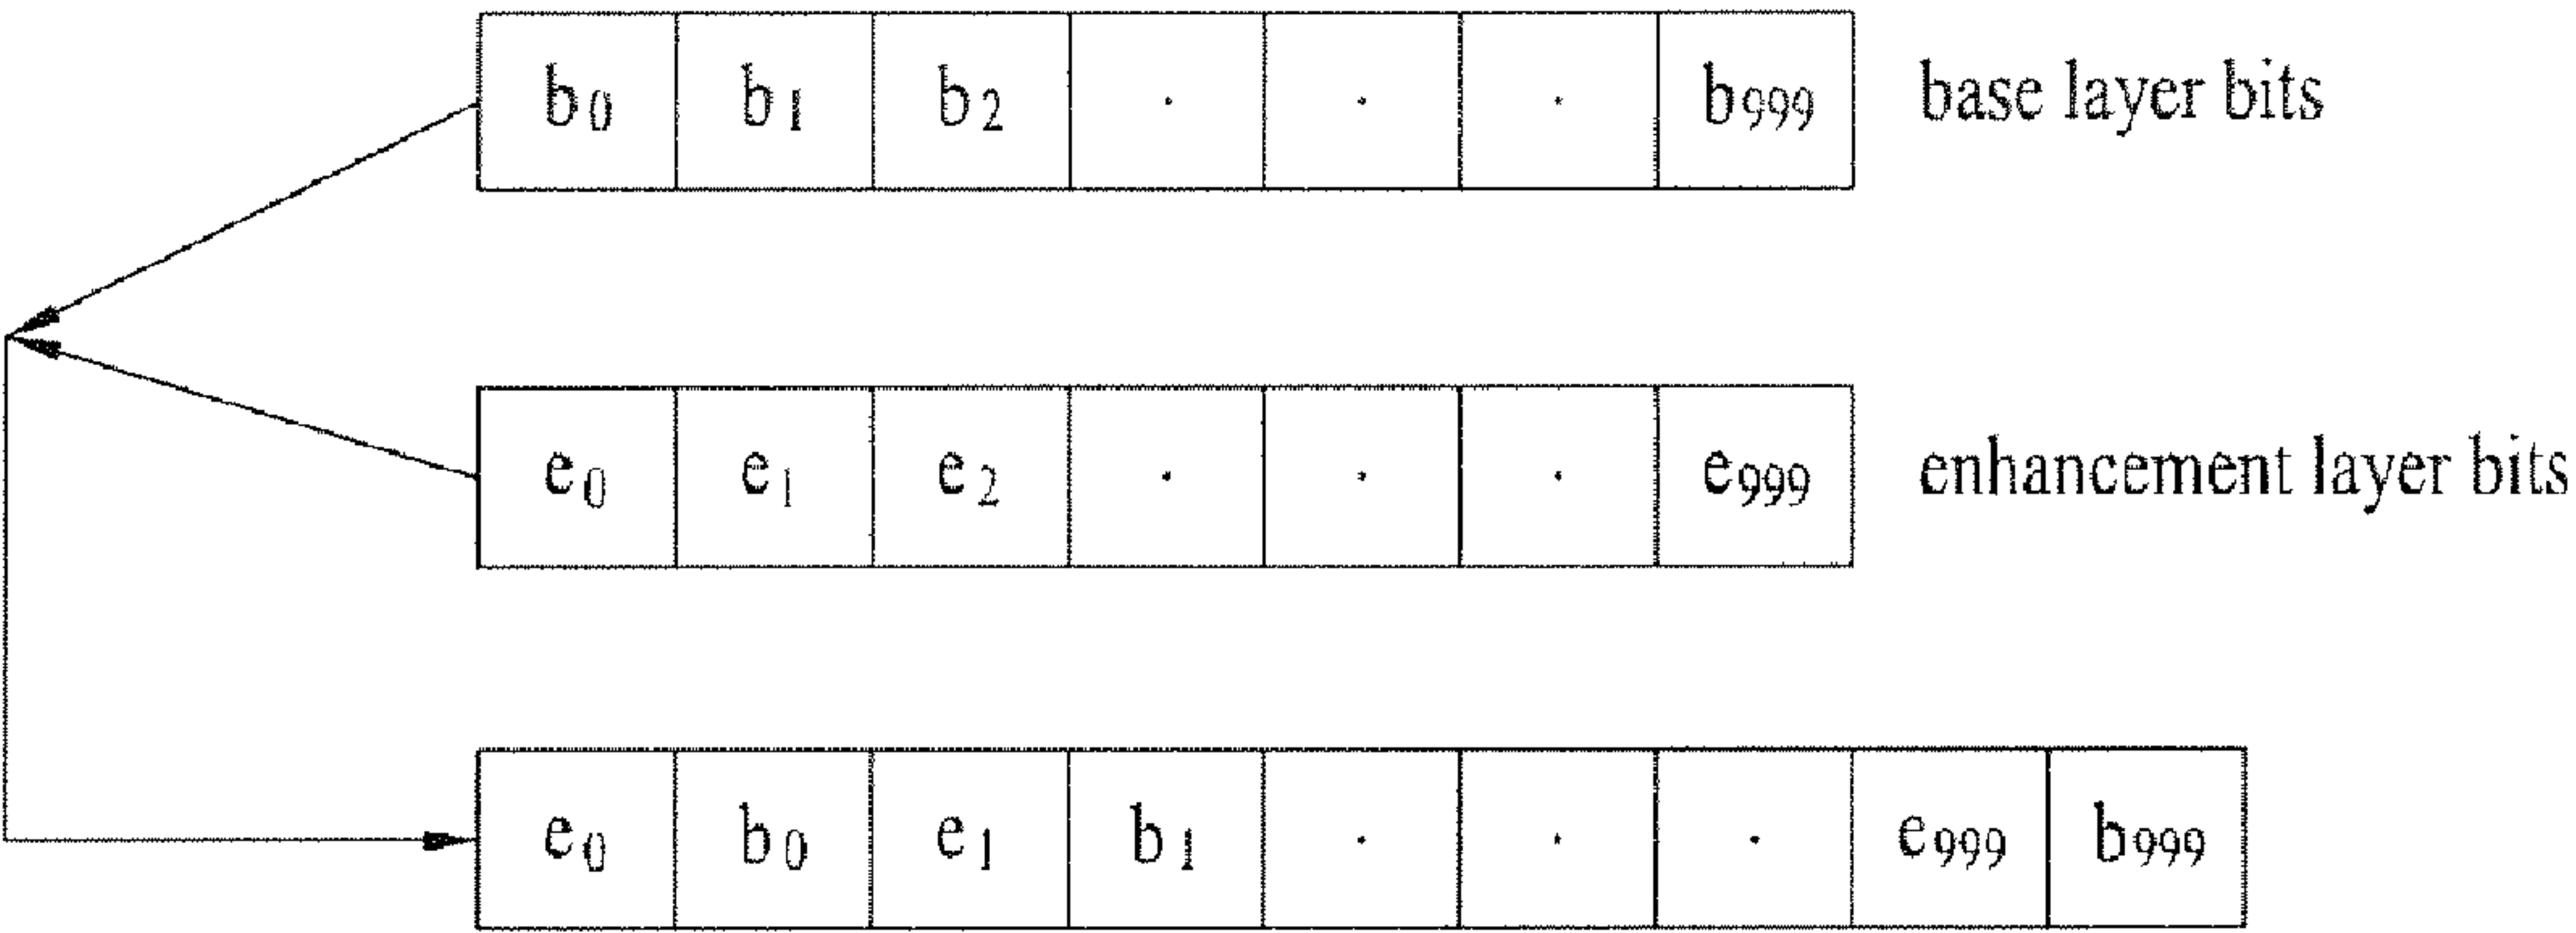 b0 b1 b2 . . . b999 base layer bits
e0 e1 e2 . . . e999 enhancement layer bits
e0 b0 e1 b1 . . . e999 b999